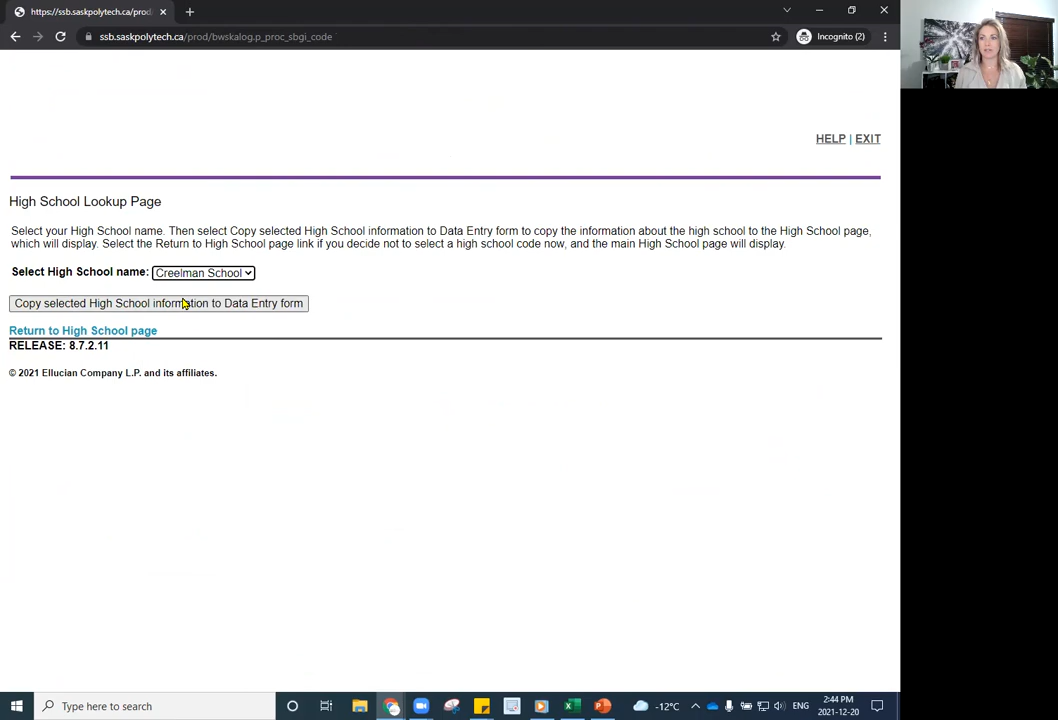 https://ssb.saskpolytech.ca/prod
ssb.saskpolytech.ca/prod/bwskalog.p_proc_sbgi_code
Incognito (2)
HELP | EXIT
High School Lookup Page
Select your High School name. Then select Copy selected High School information to Data Entry form to copy the information about the high school to the High School page,
which will display. Select the Return to High School page link if you decide not to select a high school code now, and the main High School page will display.
Select High School name: Creelman School
Copy selected High School information to Data Entry form
Return to High School page
RELEASE: 8.7.2.11
© 2021 Ellucian Company L.P. and its affiliates.
Type here to search
-12°C
ENG
2:44 PM
2021-12-20